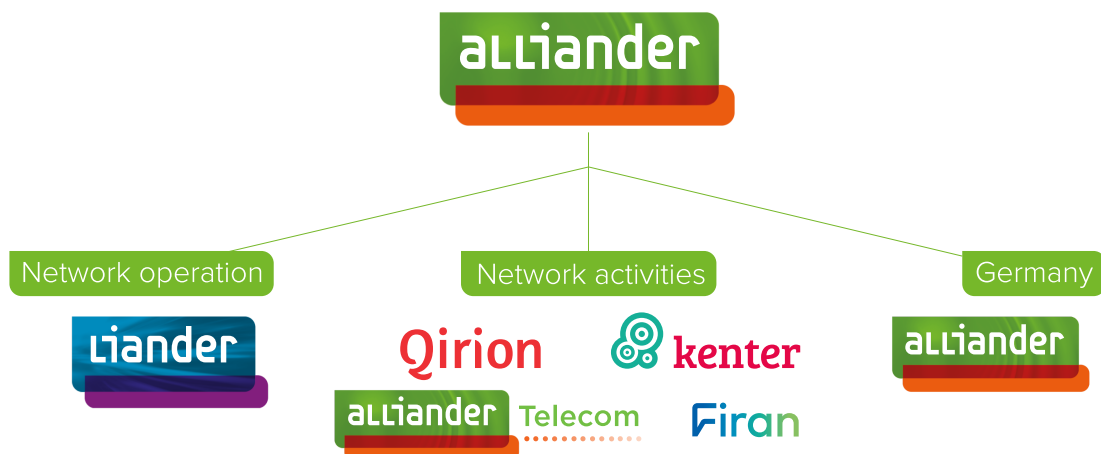 alliander
Network operation
Network activities
Germany
liander
Qirion
kenter
alliander
alliander Telecom
Firan